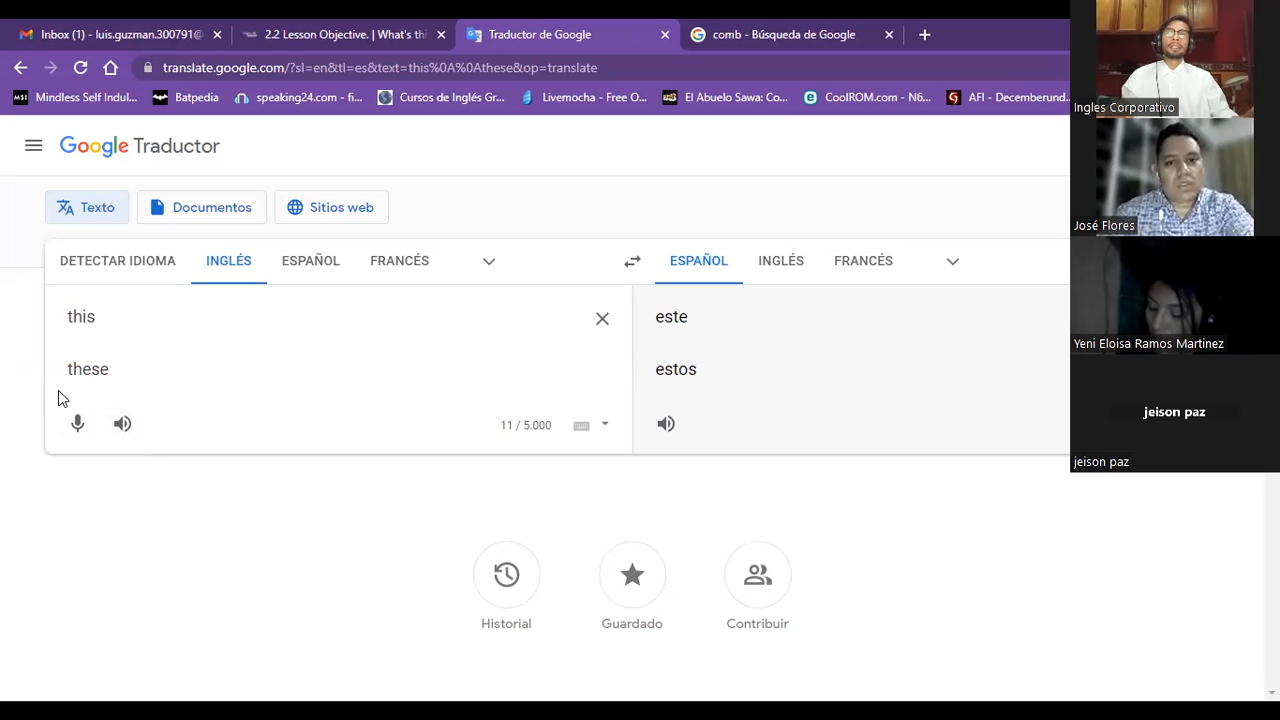 Inbox (1) - luis.guzman.300791@
2.2 Lesson Objective. | What's thi
Traductor de Google
comb - Búsqueda de Google
translate.google.com/?sl=en&tl=es&text=this%0A%0Athese&op=translate
Mindless Self Indul...
Batpedia
speaking24.com - fi...
Cursos de Inglés Gr...
Livemocha - Free O...
El Abuelo Sawa: Co...
CoolROM.com - N6...
AFI - Decemberund...
Google Traductor
Texto
Documentos
Sitios web
DETECTAR IDIOMA
INGLÉS
ESPAÑOL
FRANCÉS
ESPAÑOL
INGLÉS
FRANCÉS
this
este
these
estos
11 / 5.000
Historial
Guardado
Contribuir
Ingles Corporativo
José Flores
Yeni Eloisa Ramos Martinez
jeison paz
jeison paz